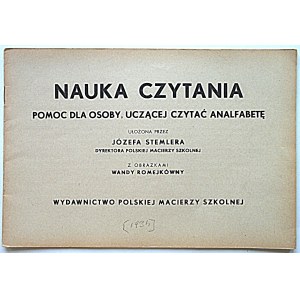 NAUKA CZYTANIA
POMOC DLA OSOBY, UCZĄCEJ CZYTAĆ ANALFABETĘ
UŁOŻONA PRZEZ
JÓZEFA STEMLERA
DYREKTORA POLSKIEJ MACIERZY SZKOLNEJ
Z OBRAZKAMI
WANDY ROMEJKÓWNY
WYDAWNICTWO POLSKIEJ MACIERZY SZKOLNEJ